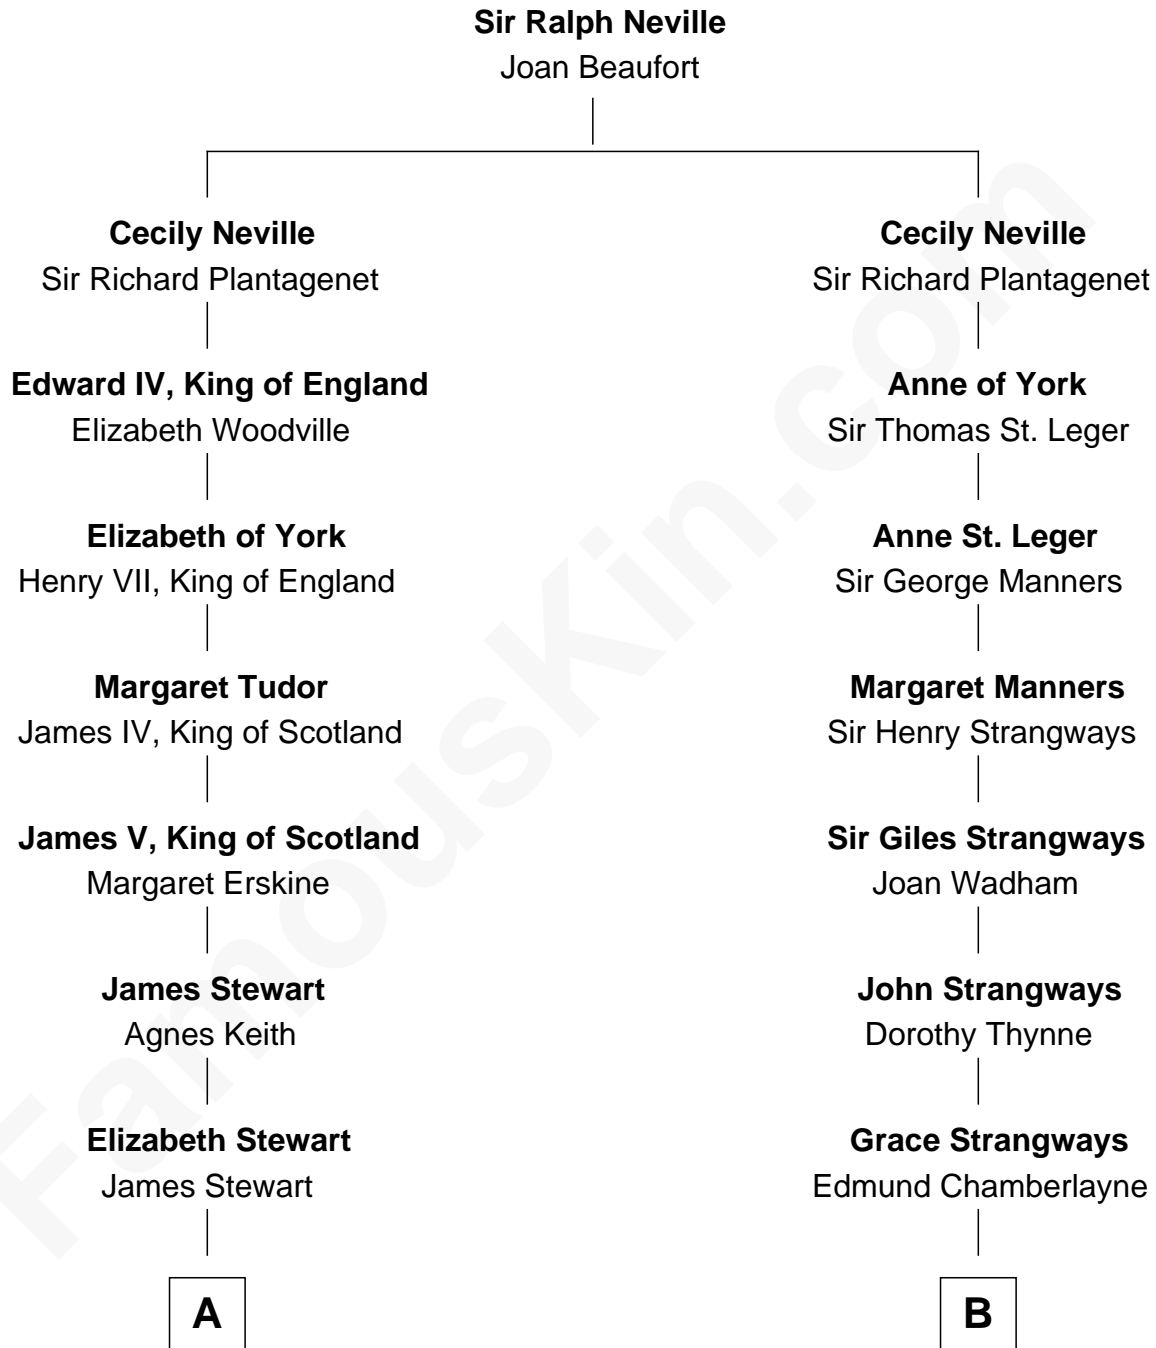 Sir Ralph Neville
Joan Beaufort
Cecily Neville
Sir Richard Plantagenet
Cecily Neville
Sir Richard Plantagenet
Edward IV, King of England
Elizabeth Woodville
Anne of York
Sir Thomas St. Leger
Elizabeth of York
Henry VII, King of England
Anne St. Leger
Sir George Manners
Margaret Tudor
James IV, King of Scotland
Margaret Manners
Sir Henry Strangways
James V, King of Scotland
Margaret Erskine
Sir Giles Strangways
Joan Wadham
James Stewart
Agnes Keith
John Strangways
Dorothy Thynne
Elizabeth Stewart
James Stewart
Grace Strangways
Edmund Chamberlayne
A
B
FamousKin.com